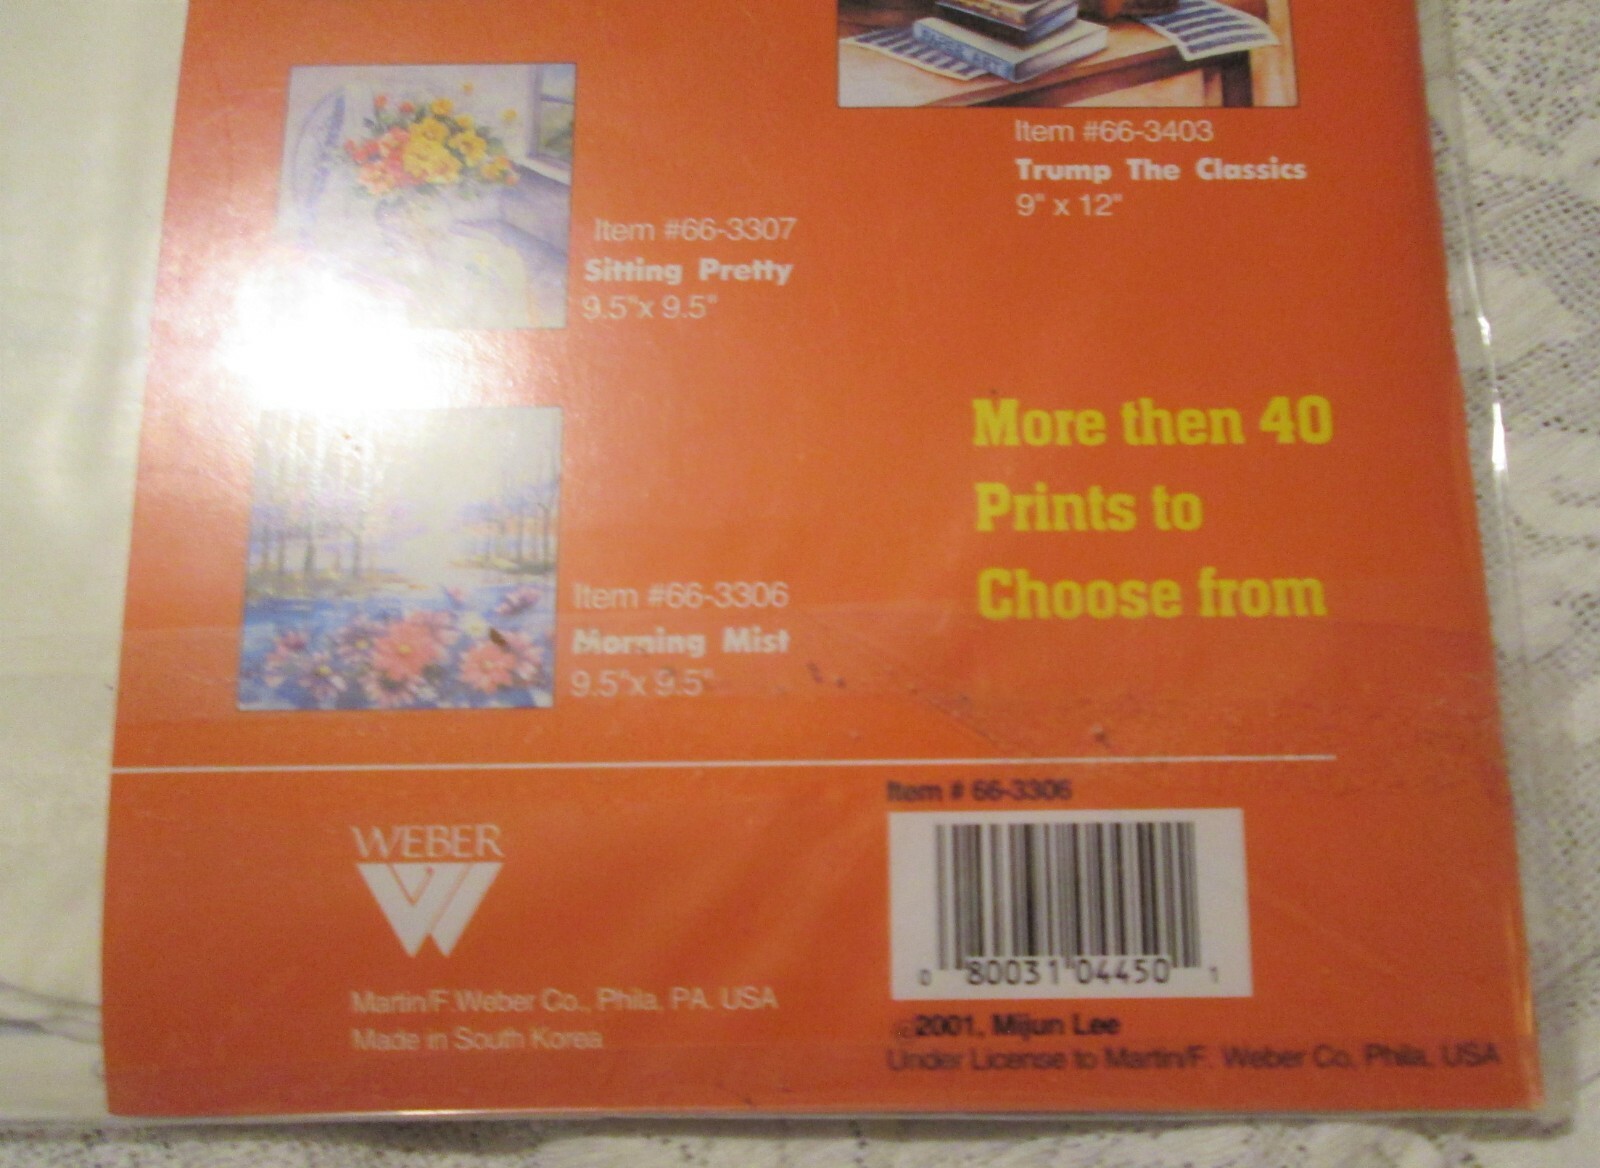 Item #66-3403
Trump The Classics
9" x 12"
Item #66-3307
Sitting Pretty
9.5"x 9.5"
More then 40
Prints to
Choose from
Item #66-3306
Morning Mist
9.5"x 9.5"
Item # 66-3306
WEBER
0 80031 04450 1
Martin/F.Weber Co., Phila, PA. USA
Made in South Korea
©2001, Mijun Lee
Under License to Martin/F. Weber Co, Phila, USA